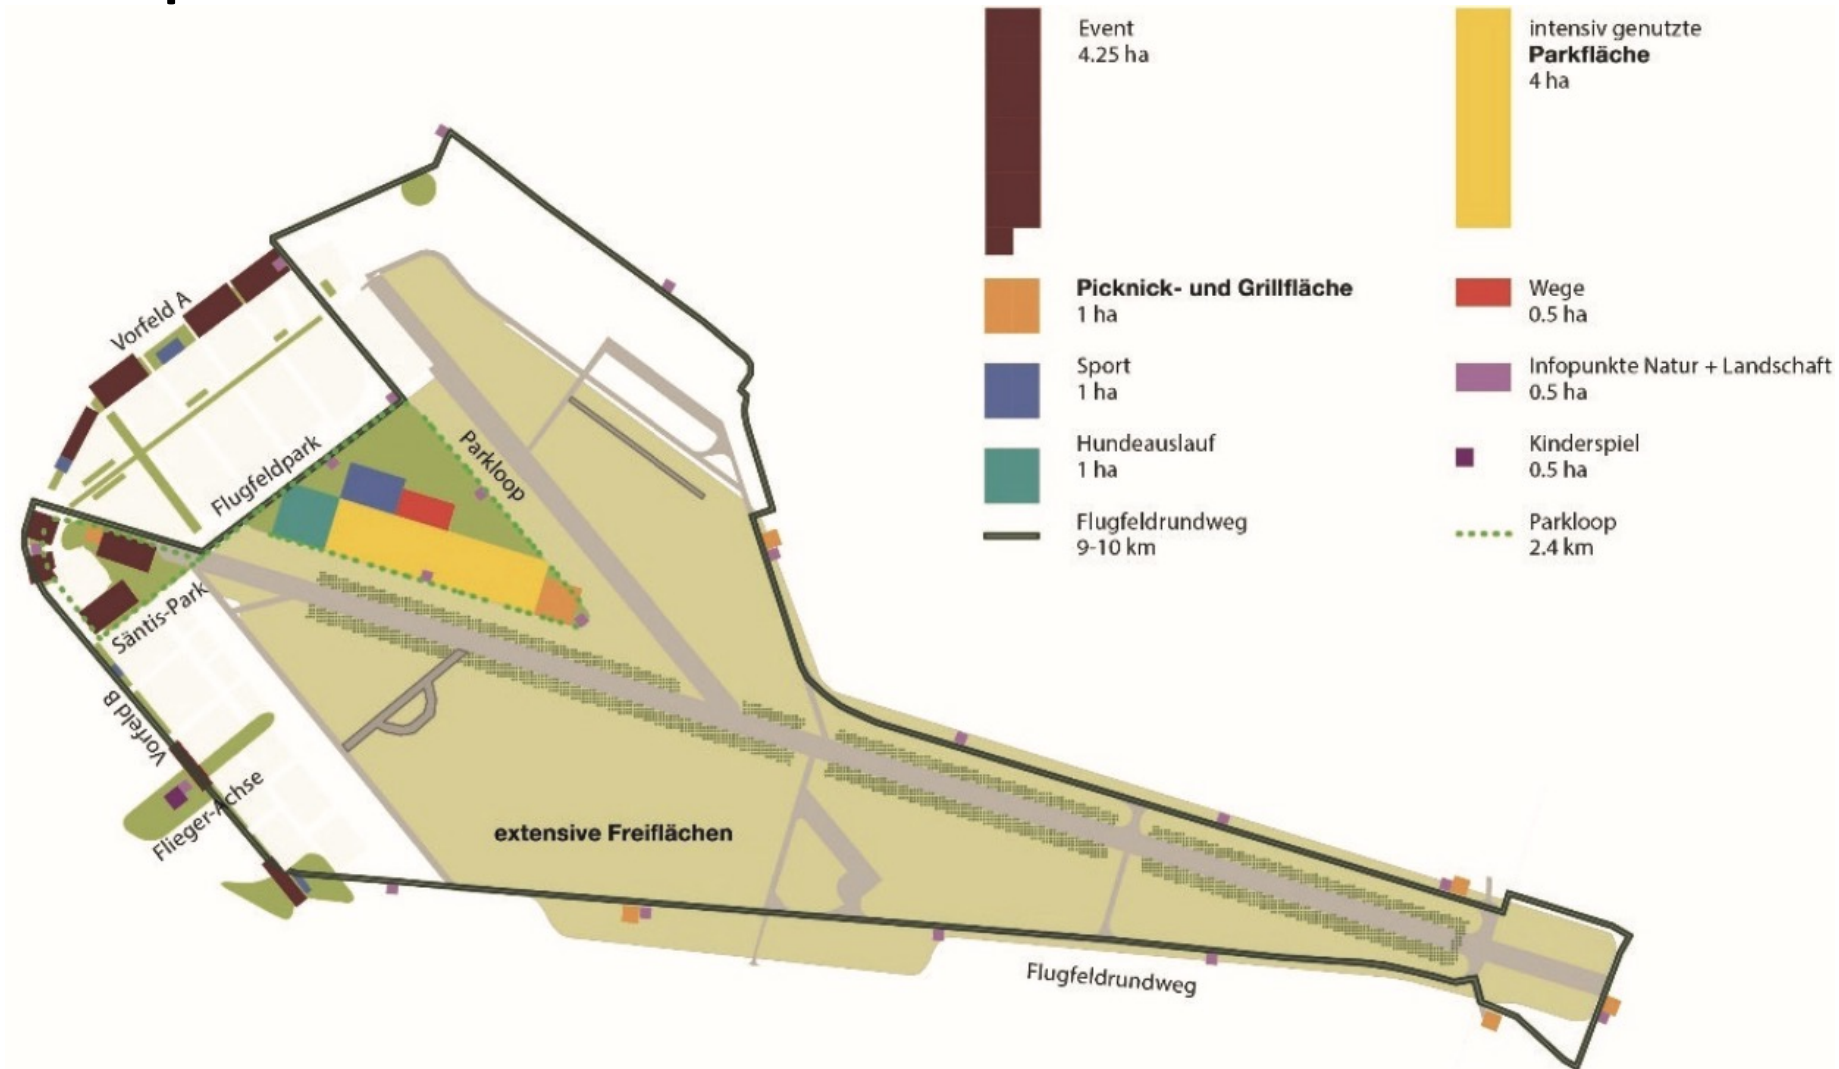 Event
4.25 ha
intensiv genutzte
Parkfläche
4 ha
Picknick- und Grillfläche
1 ha
Wege
0.5 ha
Sport
1 ha
Infopunkte Natur + Landschaft
0.5 ha
Hundeauslauf
1 ha
Kinderspiel
0.5 ha
Flugfeldrundweg
9-10 km
Parkloop
2.4 km
Vorfeld A
Flugfeldpark
Parkloop
Säntis-Park
Vorfeld B
Flieger-Achse
extensive Freiflächen
Flugfeldrundweg